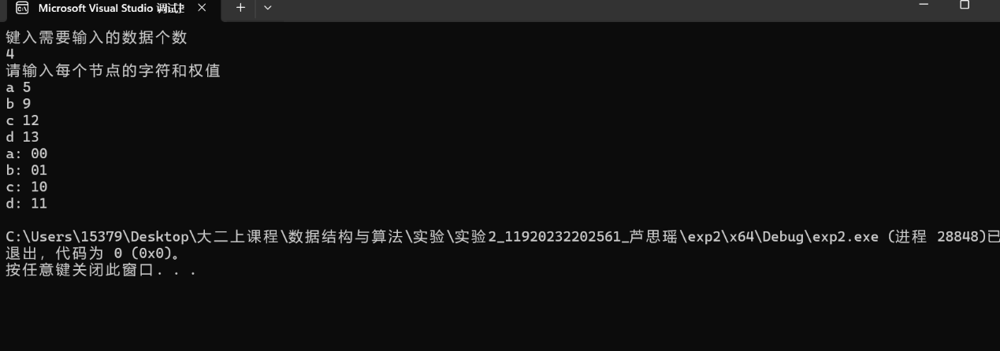 Microsoft Visual Studio 调试
键入需要输入的数据个数
4
请输入每个节点的字符和权值
a 5
b 9
c 12
d 13
a: 00
b: 01
c: 10
d: 11
C:\Users\15379\Desktop\大二上课程\数据结构与算法\实验\实验2_11920232202561_芦思瑶\exp2\x64\Debug\exp2.exe (进程 28848)已
退出，代码为 0 (0x0)。
按任意键关闭此窗口. . .